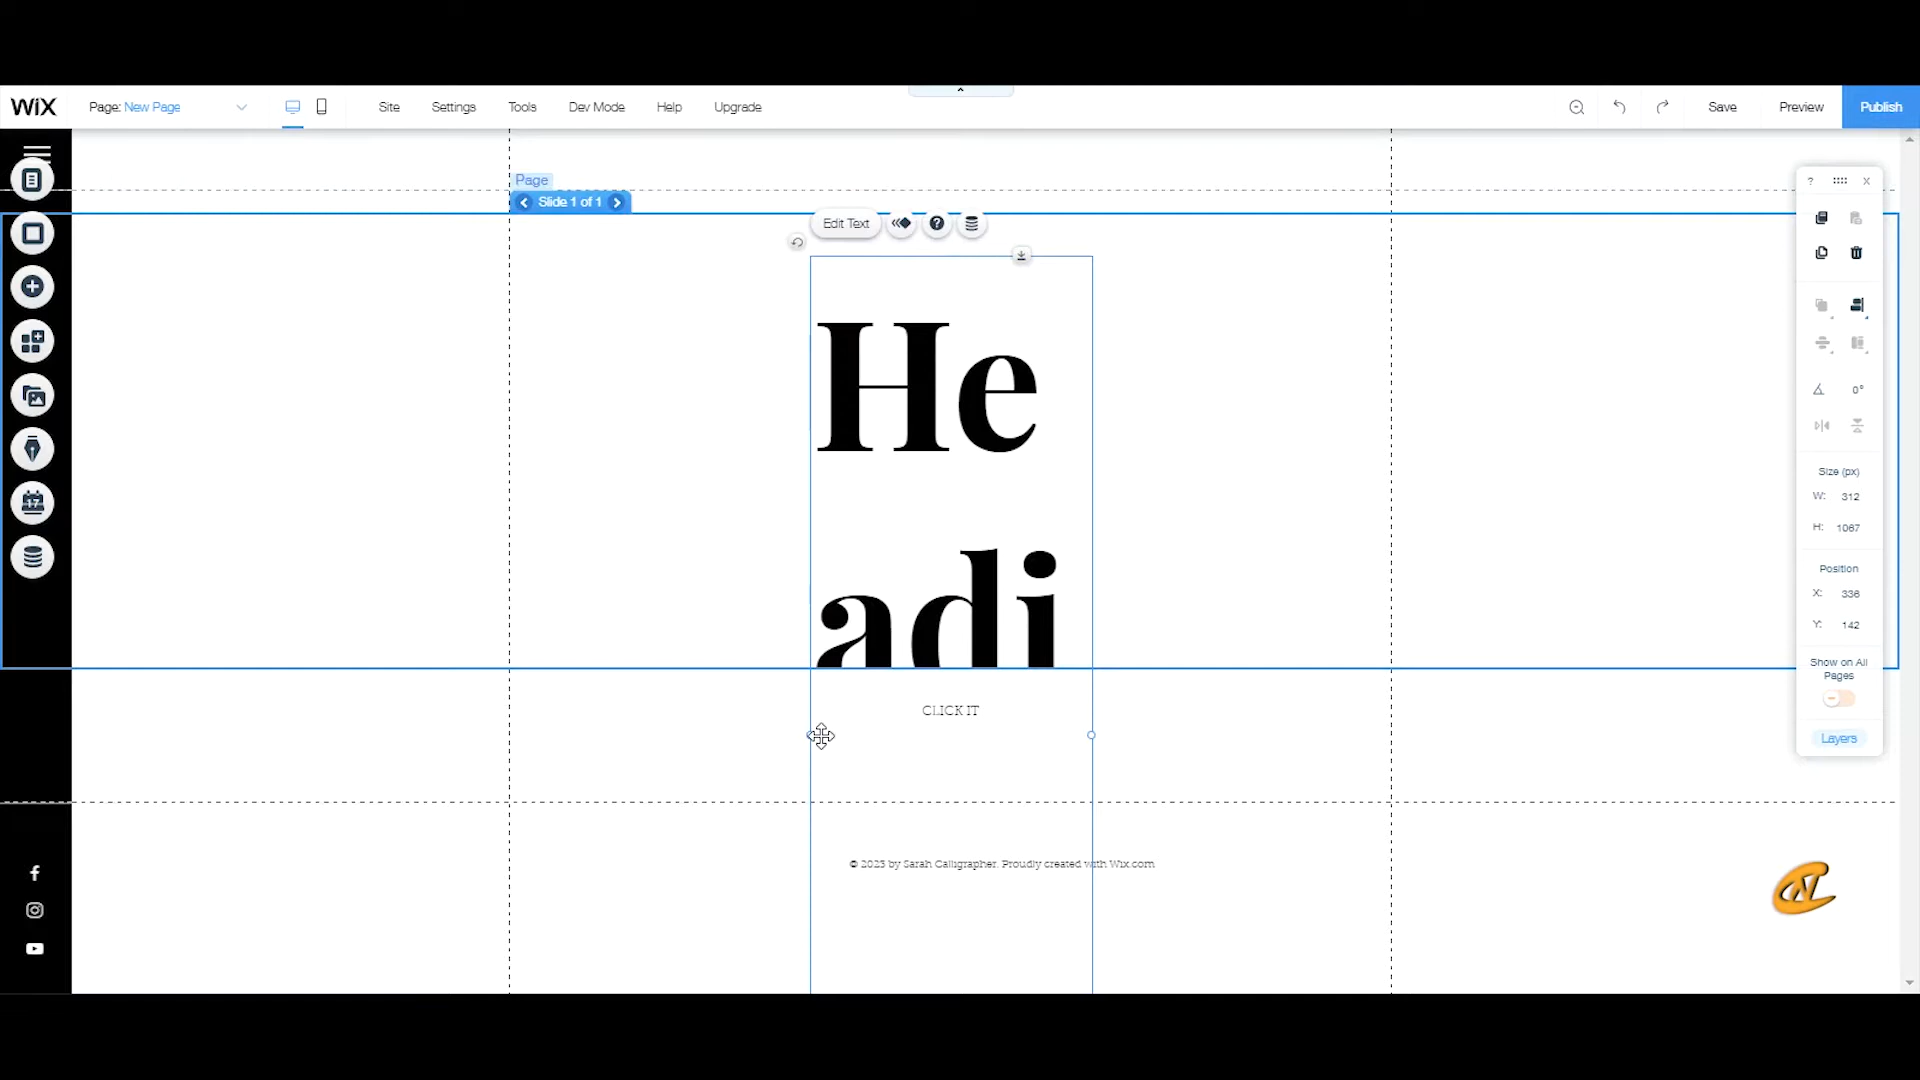 WiX
Page: New Page
Site
Settings
Tools
Dev Mode
Help
Upgrade
Save
Preview
Publish
Page
Slide 1 of 1
Edit Text
He
adi
CLICK IT
© 2023 by Sarah Calligrapher. Proudly created with Wix.com
17
?
X
0°
Size (px)
W: 312
H: 1067
Position
X: 336
Y: 142
Show on All
Pages
Layers